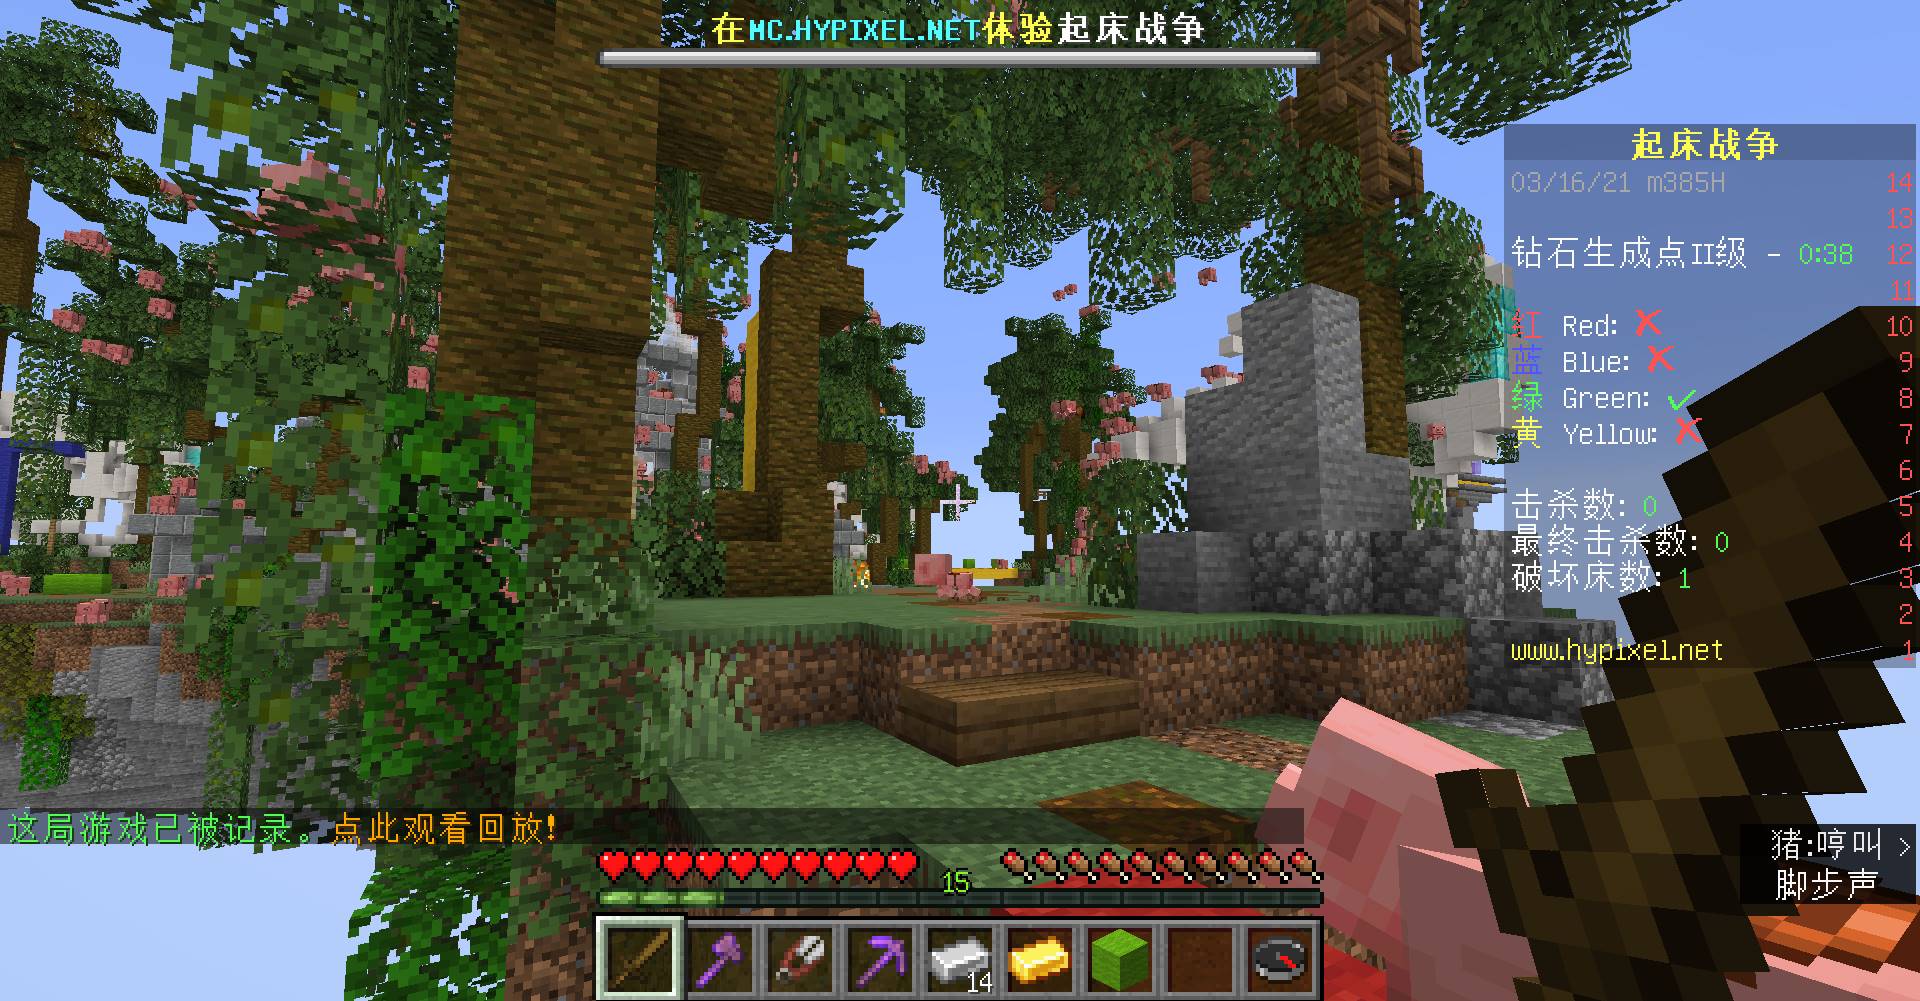 在MC.HYPIXEL.NET体验起床战争
起床战争
03/16/21 m385H 14
13
钻石生成点II级 - 0:38 12
11
红 Red: ✗ 10
蓝 Blue: ✗ 9
绿 Green: ✓ 8
黄 Yellow: ✗ 7
6
击杀数: 0 5
最终击杀数: 0 4
破坏床数: 1 3
2
www.hypixel.net 1
这局游戏已被记录。点此观看回放!
猪:哼叫 >
脚步声
15
14